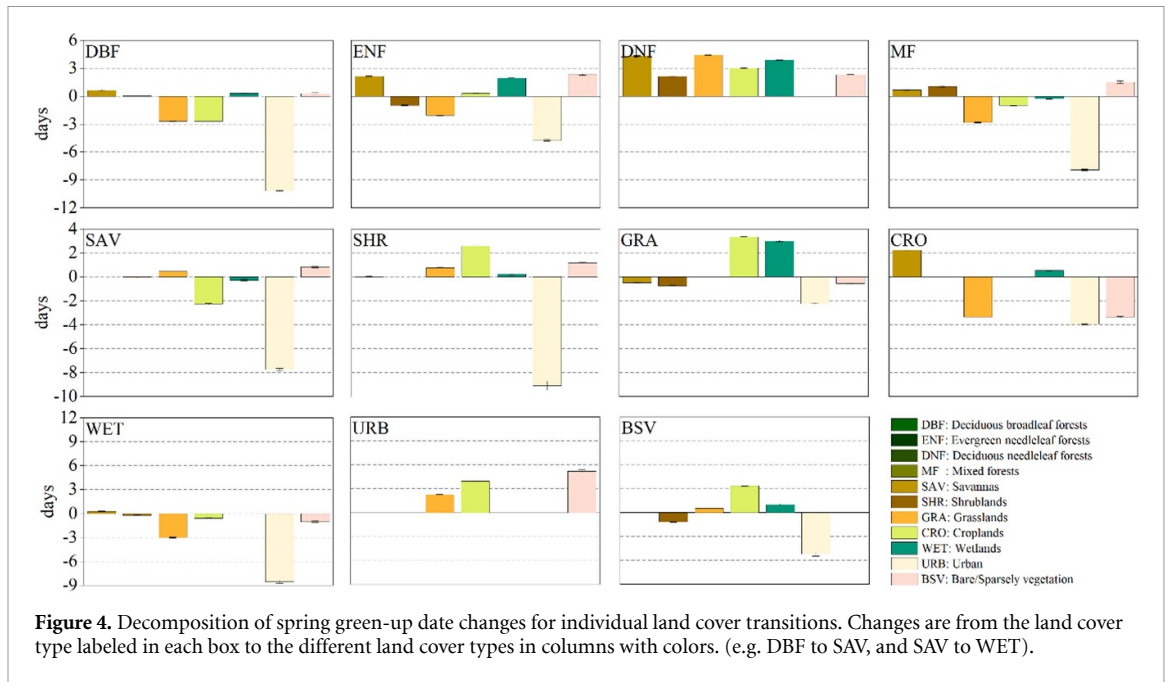 6
3
0
-3
-6
-9
-12
days
DBF
ENF
DNF
MF
4
2
0
-2
-4
-6
-8
-10
days
SAV
SHR
GRA
CRO
12
9
6
3
0
-3
-6
-9
days
WET
URB
BSV
DBF: Deciduous broadleaf forests
ENF: Evergreen needleleaf forests
DNF: Deciduous needleleaf forests
MF : Mixed forests
SAV: Savannas
SHR: Shrublands
GRA: Grasslands
CRO: Croplands
WET: Wetlands
URB: Urban
BSV: Bare/Sparsely vegetation
Figure 4. Decomposition of spring green-up date changes for individual land cover transitions. Changes are from the land cover
type labeled in each box to the different land cover types in columns with colors. (e.g. DBF to SAV, and SAV to WET).